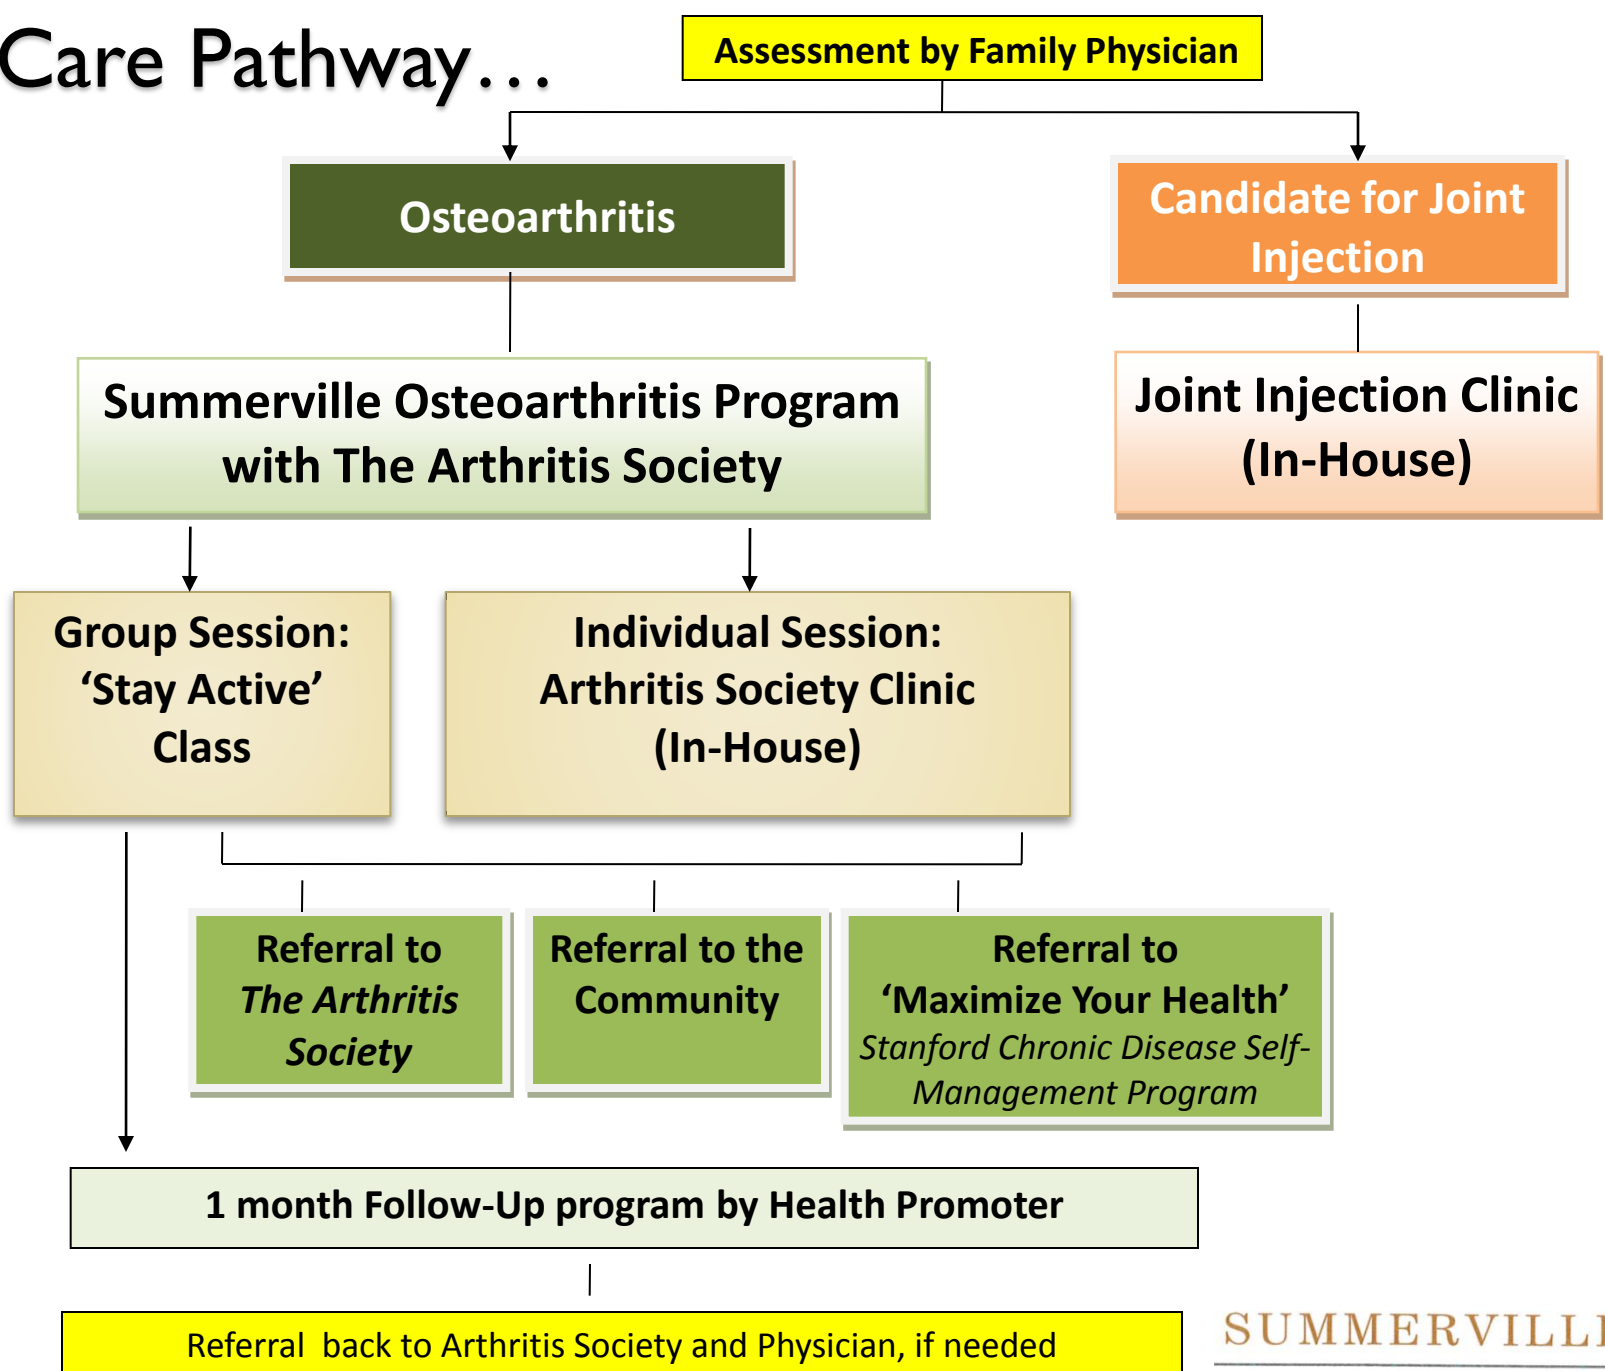 Care Pathway…
Assessment by Family Physician
Osteoarthritis
Candidate for Joint
Injection
Summerville Osteoarthritis Program
with The Arthritis Society
Joint Injection Clinic
(In-House)
Group Session:
‘Stay Active’
Class
Individual Session:
Arthritis Society Clinic
(In-House)
Referral to
The Arthritis
Society
Referral to the
Community
Referral to
‘Maximize Your Health’
Stanford Chronic Disease Self-
Management Program
1 month Follow-Up program by Health Promoter
Referral  back to Arthritis Society and Physician, if needed
SUMMERVILLE